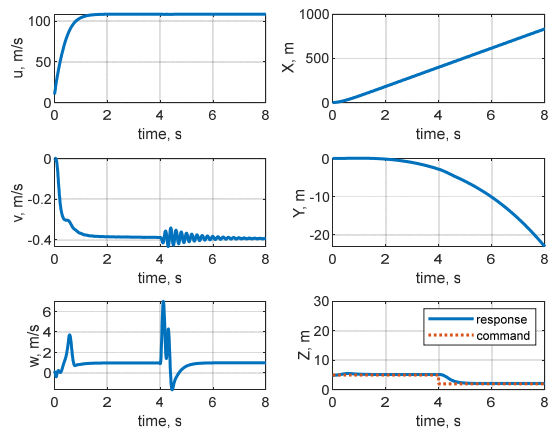 100
50
0
u, m/s
0 2 4 6 8
time, s
1000
500
0
X, m
0 2 4 6 8
time, s
0
-0.2
-0.4
v, m/s
0 2 4 6 8
time, s
0
-10
-20
Y, m
0 2 4 6 8
time, s
6
4
2
0
w, m/s
0 2 4 6 8
time, s
30
20
10
0
Z, m
response
command
0 2 4 6 8
time, s